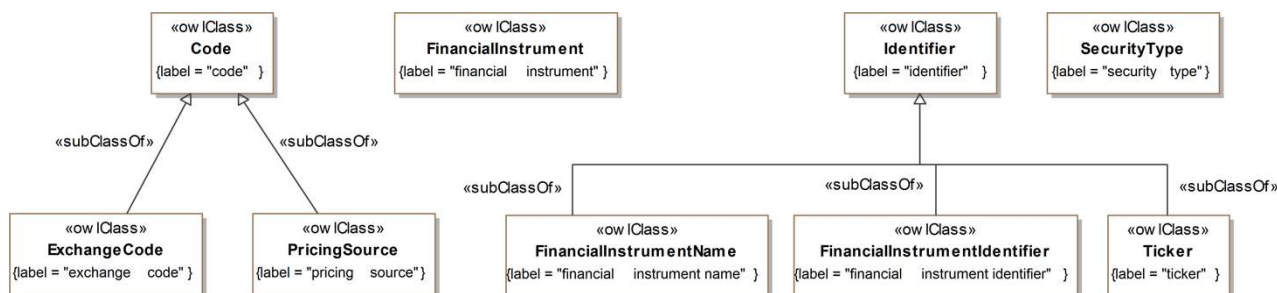 «owlClass»
Code
{label = "code" }
«owlClass»
FinancialInstrument
{label = "financial instrument" }
«owlClass»
Identifier
{label = "identifier" }
«owlClass»
SecurityType
{label = "security type" }
«subClassOf»
«subClassOf»
«subClassOf»
«subClassOf»
«subClassOf»
«owlClass»
ExchangeCode
{label = "exchange code" }
«owlClass»
PricingSource
{label = "pricing source" }
«owlClass»
FinancialInstrumentName
{label = "financial instrument name" }
«owlClass»
FinancialInstrumentIdentifier
{label = "financial instrument identifier" }
«owlClass»
Ticker
{label = "ticker" }